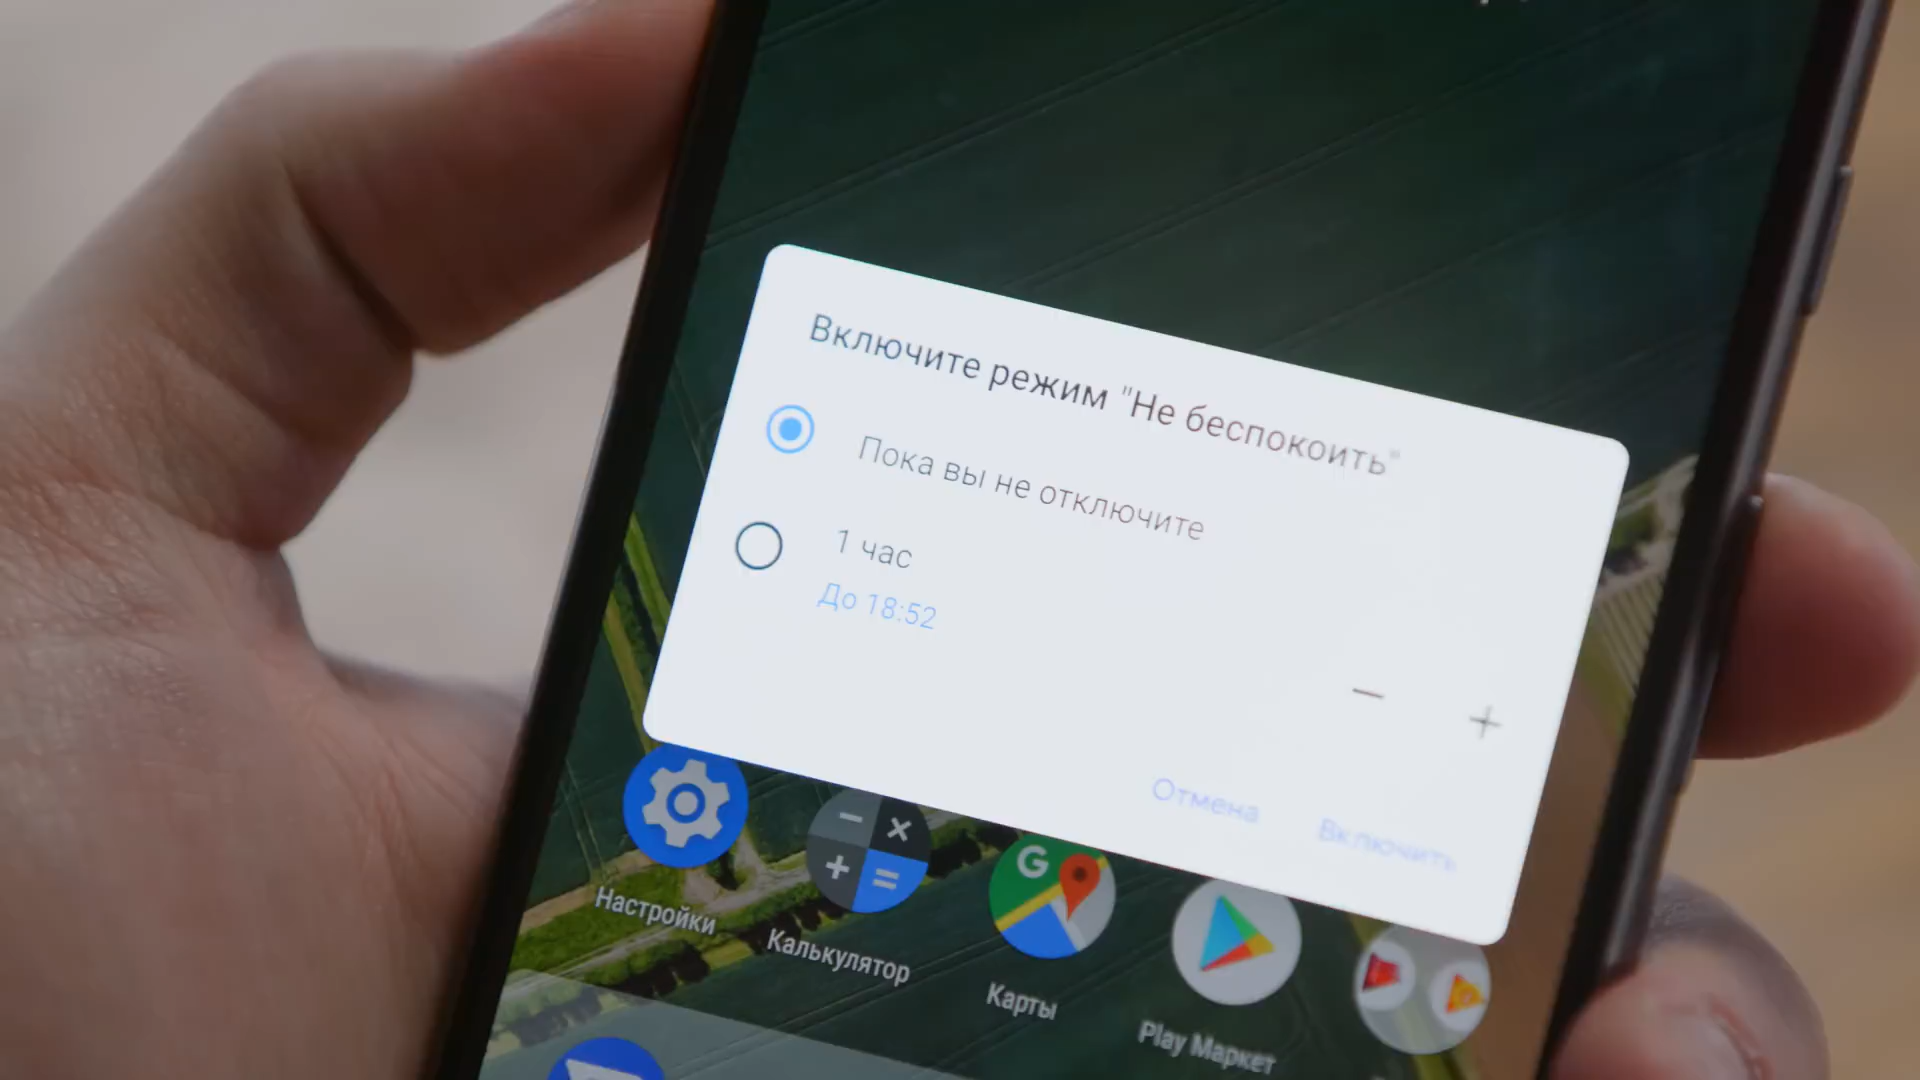 Включите режим "Не беспокоить"
Пока вы не отключите
1 час
До 18:52
Отмена
Включить
Настройки
Калькулятор
Карты
Play Маркет